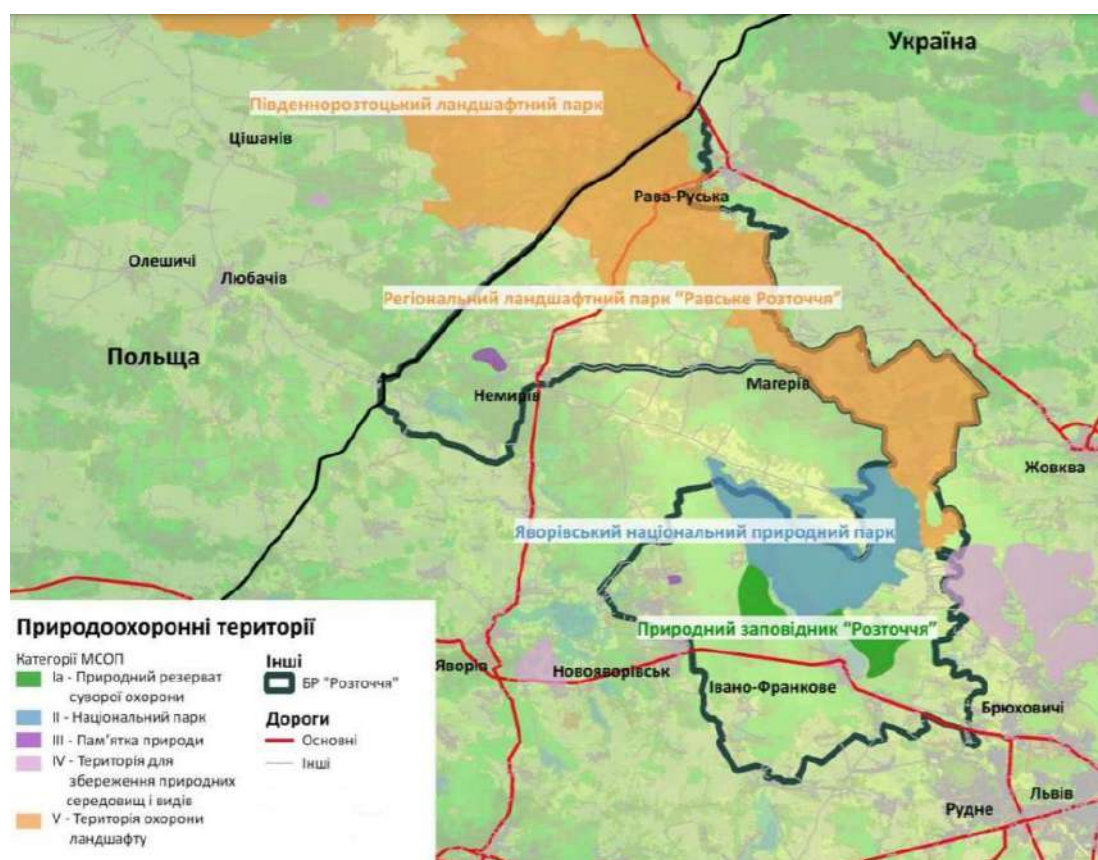 Україна
Південнорозтоцький ландшафтний парк
Цішанів
Рава-Руська
Олешичі
Любачів
Регіональний ландшафтний парк “Равське Розточчя”
Польща
Немирів
Магерів
Жовква
Яворівський національний природний парк
Природний заповідник “Розточчя”
Яворів
Новояворівськ
Івано-Франкове
Брюховичі
Львів
Рудне
Природоохоронні території
Категорії МСОП
Ia - Природний резерват
суворої охорони
II - Національний парк
III - Пам’ятка природи
IV - Територія для
збереження природних
середовищ і видів
V - Територія охорони
ландшафту
Інші
БР “Розточчя”
Дороги
Основні
Інші